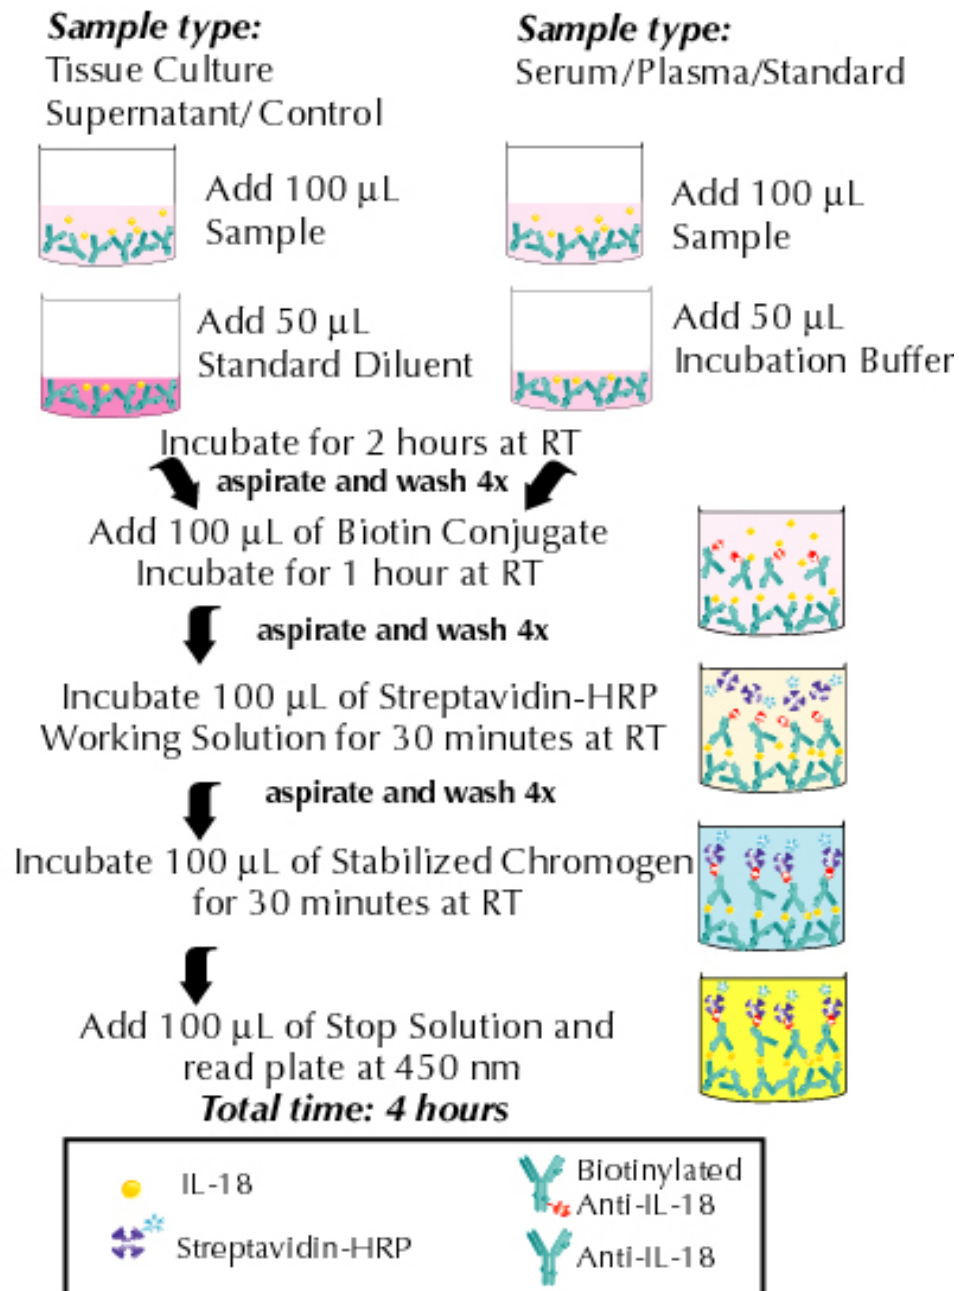 Sample type:
Tissue Culture
Supernatant/ Control
Sample type:
Serum/Plasma/Standard
Add 100 µL
Sample
Add 100 µL
Sample
Add 50 µL
Standard Diluent
Add 50 µL
Incubation Buffer
Incubate for 2 hours at RT
aspirate and wash 4x
Add 100 µL of Biotin Conjugate
Incubate for 1 hour at RT
aspirate and wash 4x
Incubate 100 µL of Streptavidin-HRP
Working Solution for 30 minutes at RT
aspirate and wash 4x
Incubate 100 µL of Stabilized Chromogen
for 30 minutes at RT
Add 100 µL of Stop Solution and
read plate at 450 nm
Total time: 4 hours
IL-18
Streptavidin-HRP
Biotinylated
Anti-IL-18
Anti-IL-18